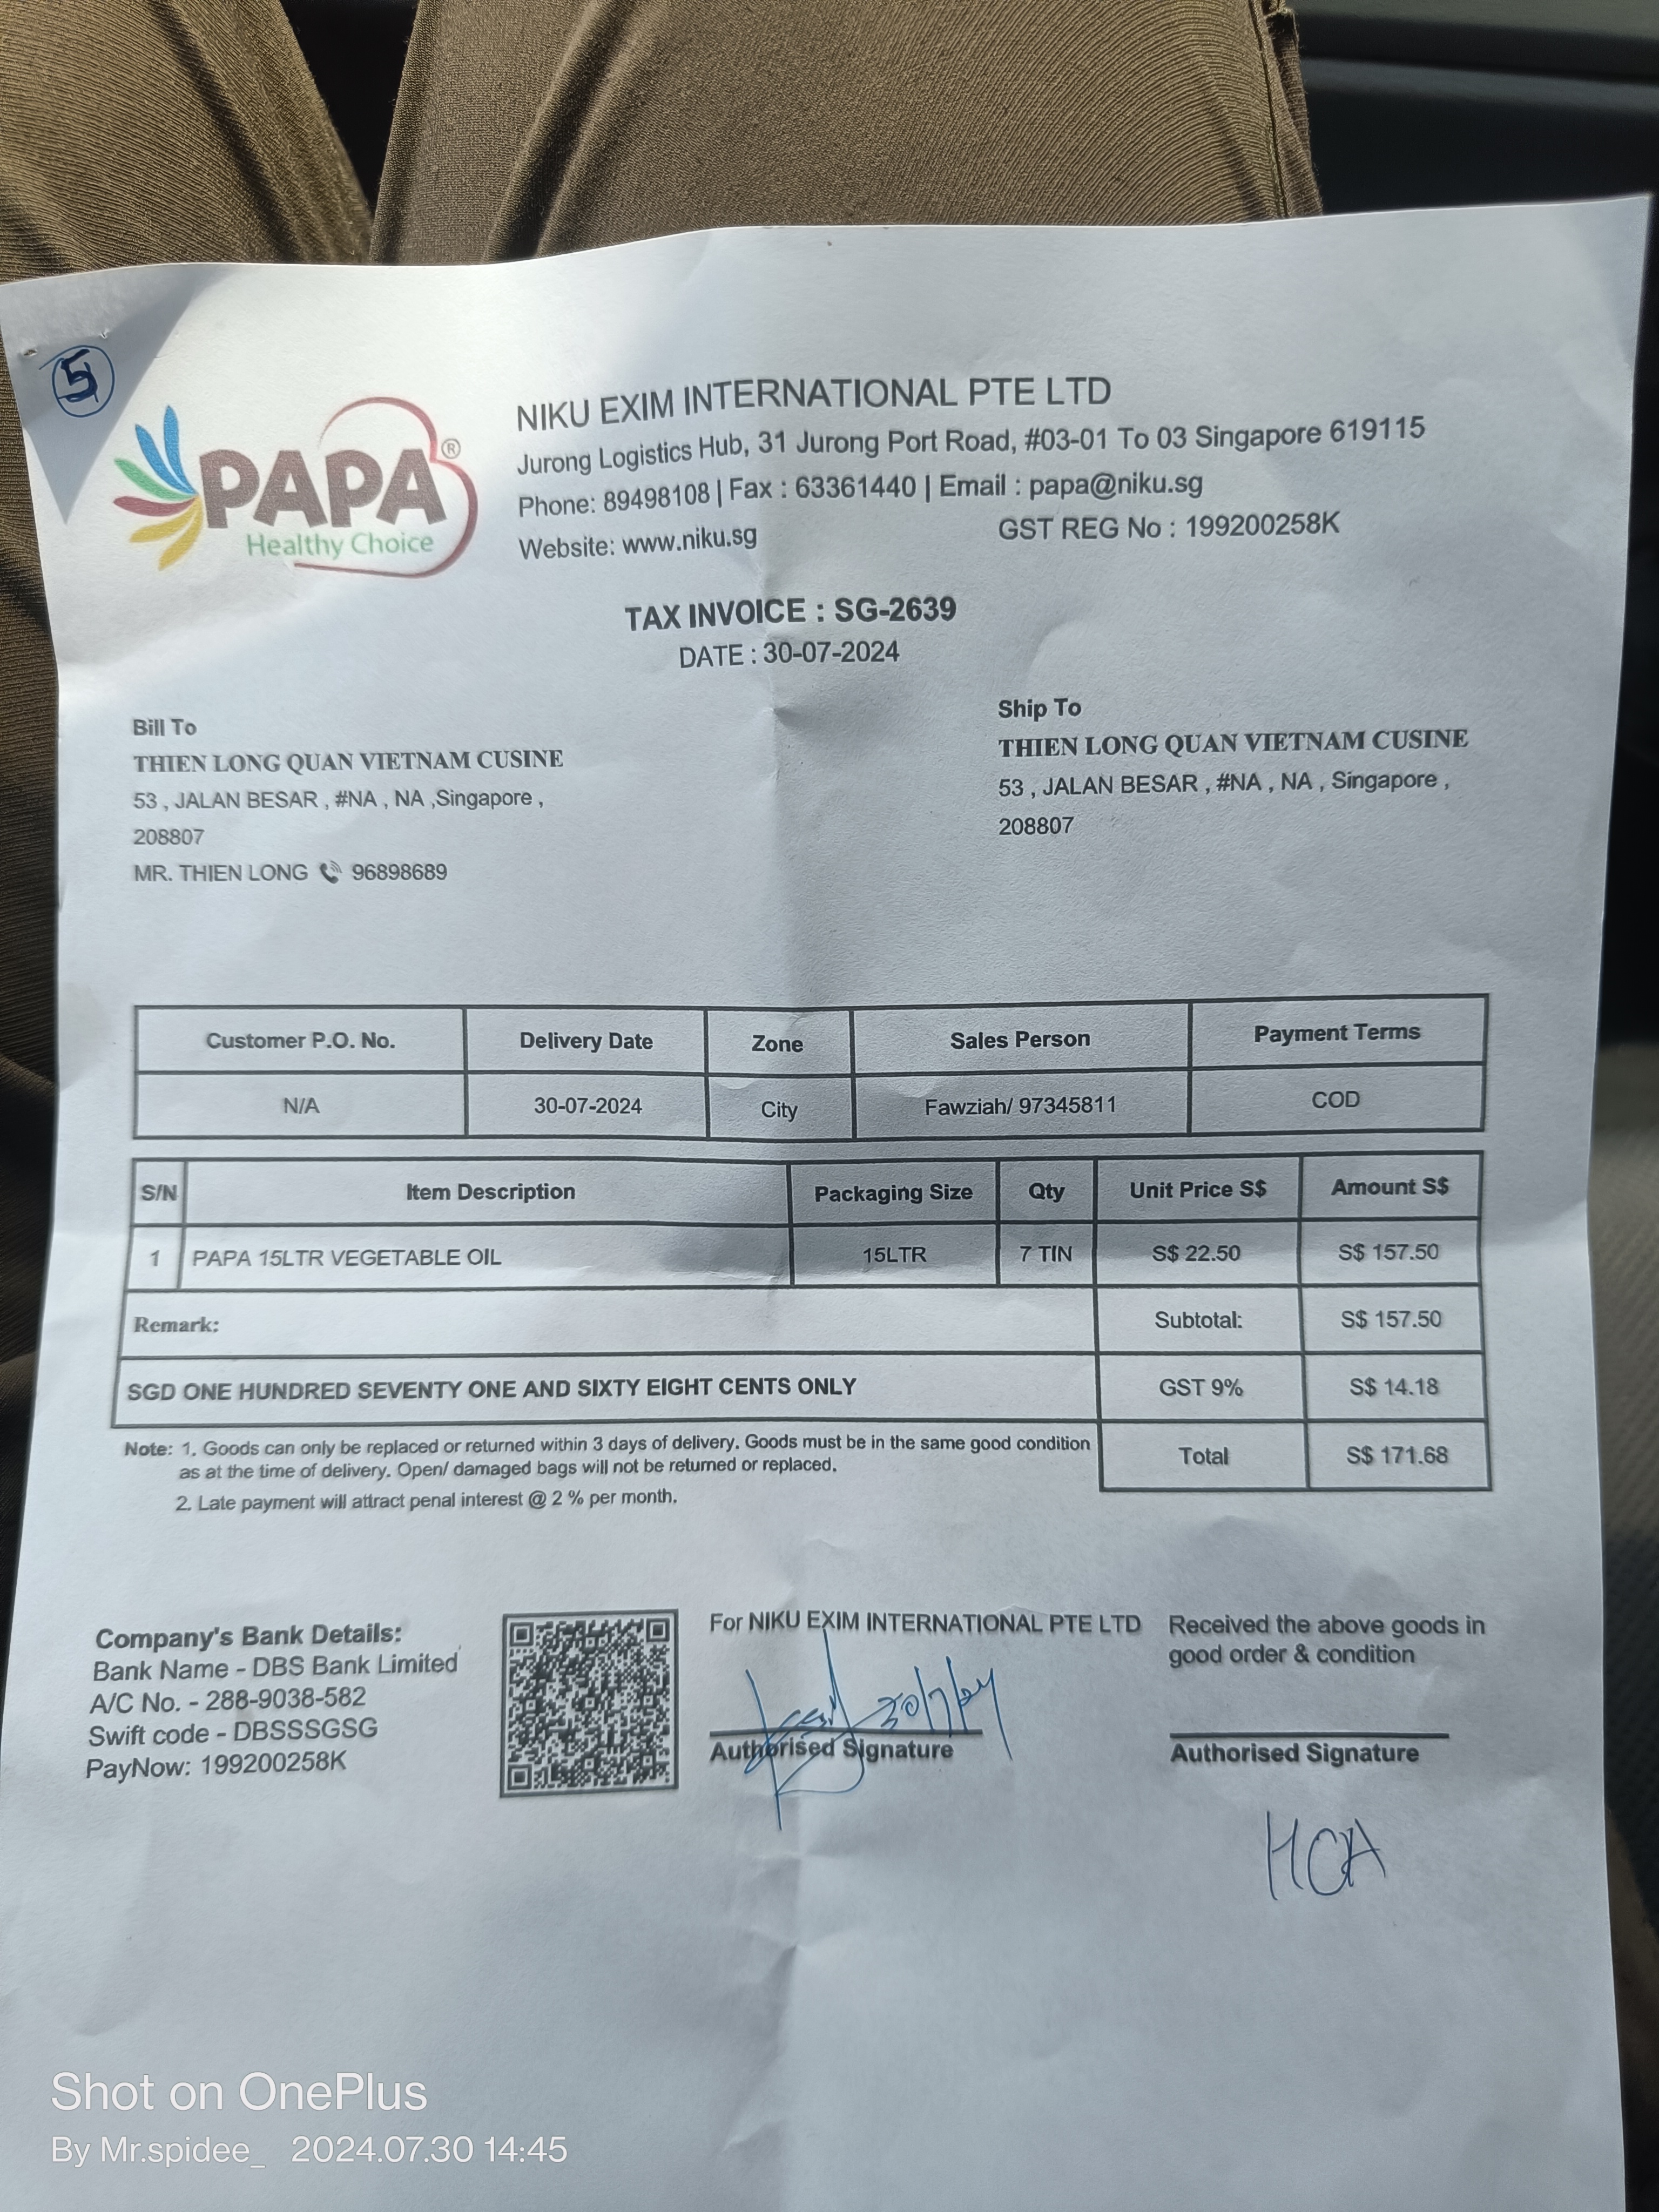 5
PAPA®
Healthy Choice
NIKU EXIM INTERNATIONAL PTE LTD
Jurong Logistics Hub, 31 Jurong Port Road, #03-01 To 03 Singapore 619115
Phone: 89498108 | Fax : 63361440 | Email : papa@niku.sg
Website: www.niku.sg GST REG No : 199200258K
TAX INVOICE : SG-2639
DATE : 30-07-2024
Bill To
THIEN LONG QUAN VIETNAM CUSINE
53 , JALAN BESAR , #NA , NA ,Singapore ,
208807
MR. THIEN LONG 96898689
Ship To
THIEN LONG QUAN VIETNAM CUSINE
53 , JALAN BESAR , #NA , NA , Singapore ,
208807
Customer P.O. No. Delivery Date Zone Sales Person Payment Terms
N/A 30-07-2024 City Fawziah/ 97345811 COD
S/N Item Description Packaging Size Qty Unit Price S$ Amount S$
1 PAPA 15LTR VEGETABLE OIL 15LTR 7 TIN S$ 22.50 S$ 157.50
Remark: Subtotal: S$ 157.50
SGD ONE HUNDRED SEVENTY ONE AND SIXTY EIGHT CENTS ONLY GST 9% S$ 14.18
Total S$ 171.68
Note: 1. Goods can only be replaced or returned within 3 days of delivery. Goods must be in the same good condition
as at the time of delivery. Open/ damaged bags will not be returned or replaced.
2. Late payment will attract penal interest @ 2 % per month.
Company's Bank Details:
Bank Name - DBS Bank Limited
A/C No. - 288-9038-582
Swift code - DBSSSGSG
PayNow: 199200258K
For NIKU EXIM INTERNATIONAL PTE LTD
30/7/24
Authorised Signature
Received the above goods in
good order & condition
Authorised Signature
HOA
Shot on OnePlus
By Mr.spidee_ 2024.07.30 14:45